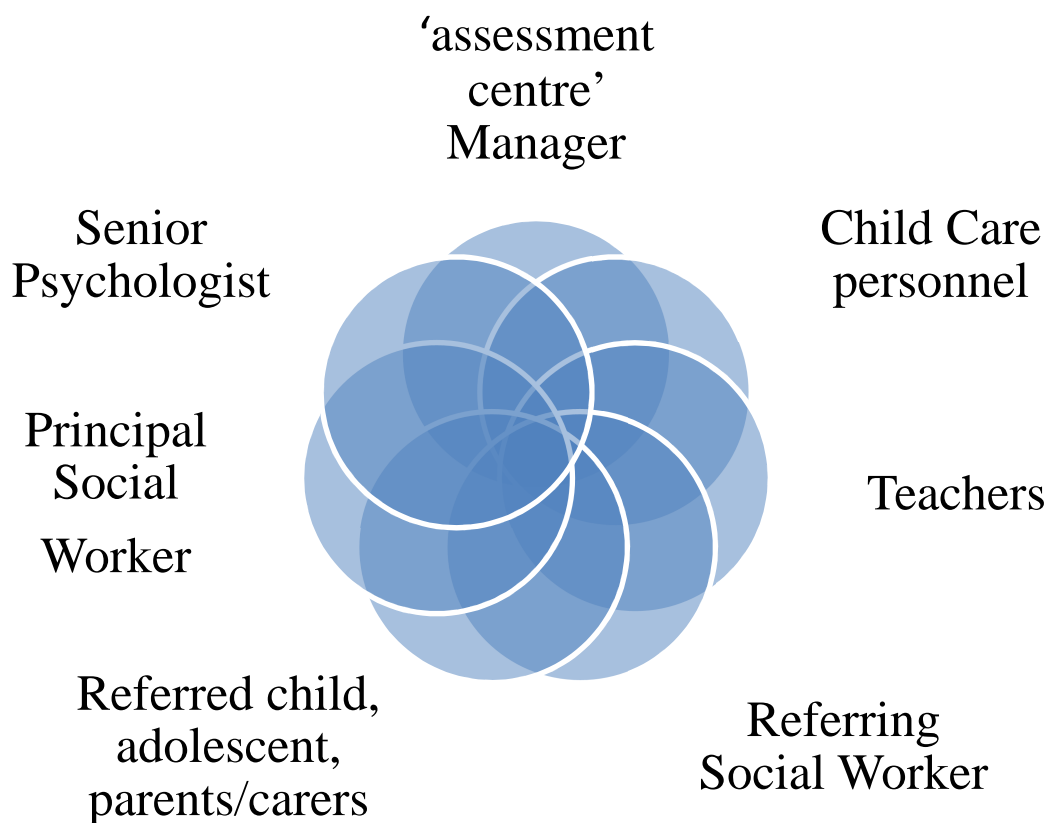 ‘assessment
centre’
Manager
Senior
Psychologist
Child Care
personnel
Principal
Social
Worker
Teachers
Referred child,
adolescent,
parents/carers
Referring
Social Worker